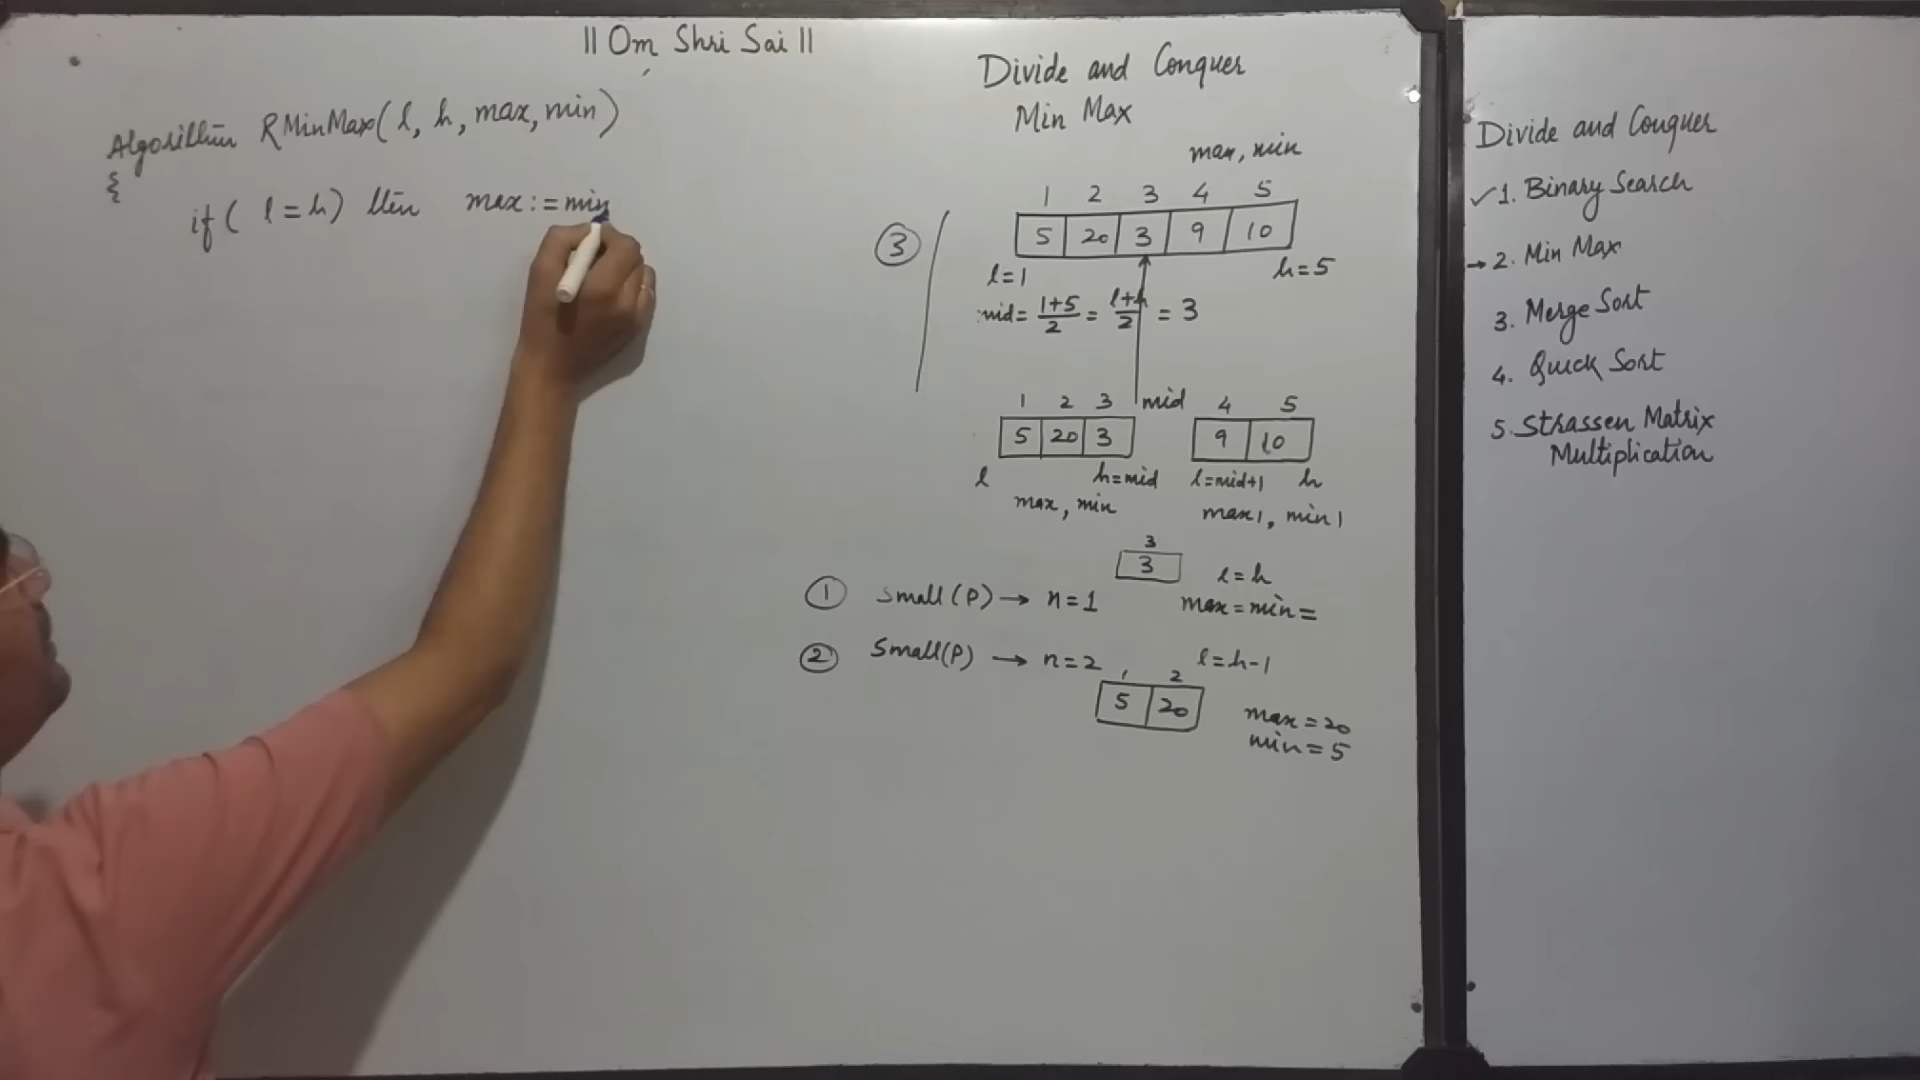 || Om Shri Sai ||
Algorithm RMinMax(l, h, max, min)
{
if ( l = h ) then max := min
Divide and Conquer
Min Max
max, min
1 2 3 4 5
3
5 20 3 9 10
l=1 h=5
mid = 1+5/2 = l+h/2 = 3
1 2 3 mid 4 5
5 20 3 9 10
l h=mid l=mid+1 h
max, min max1, min1
3
3 l=h
1 Small(P) → n=1 max=min=
2 Small(P) → n=2 l=h-1
1 2
5 20
max=20
min=5
Divide and Conquer
✓1. Binary Search
→2. Min Max
3. Merge Sort
4. Quick Sort
5. Strassen Matrix
Multiplication